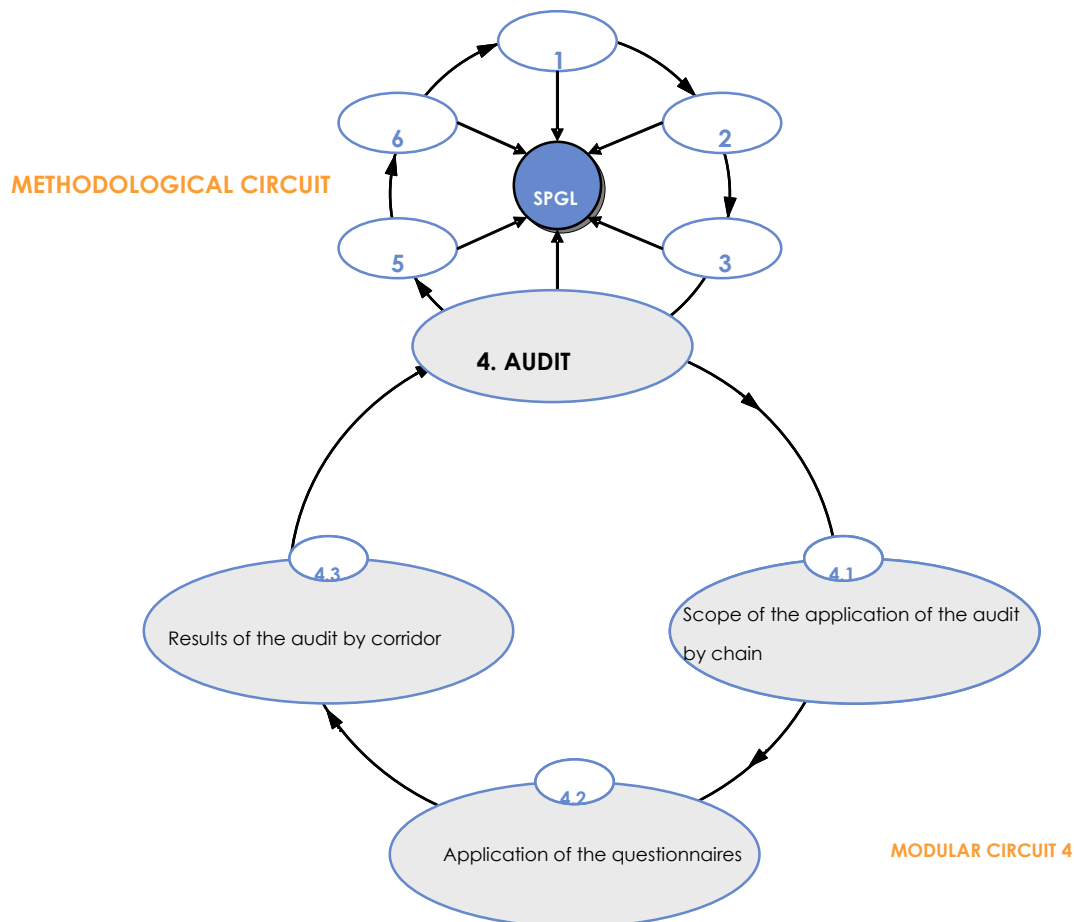 1
6
2
METHODOLOGICAL CIRCUIT
SPGL
5
3
4. AUDIT
4.3
4.1
Results of the audit by corridor
Scope of the application of the audit
by chain
4.2
Application of the questionnaires
MODULAR CIRCUIT 4